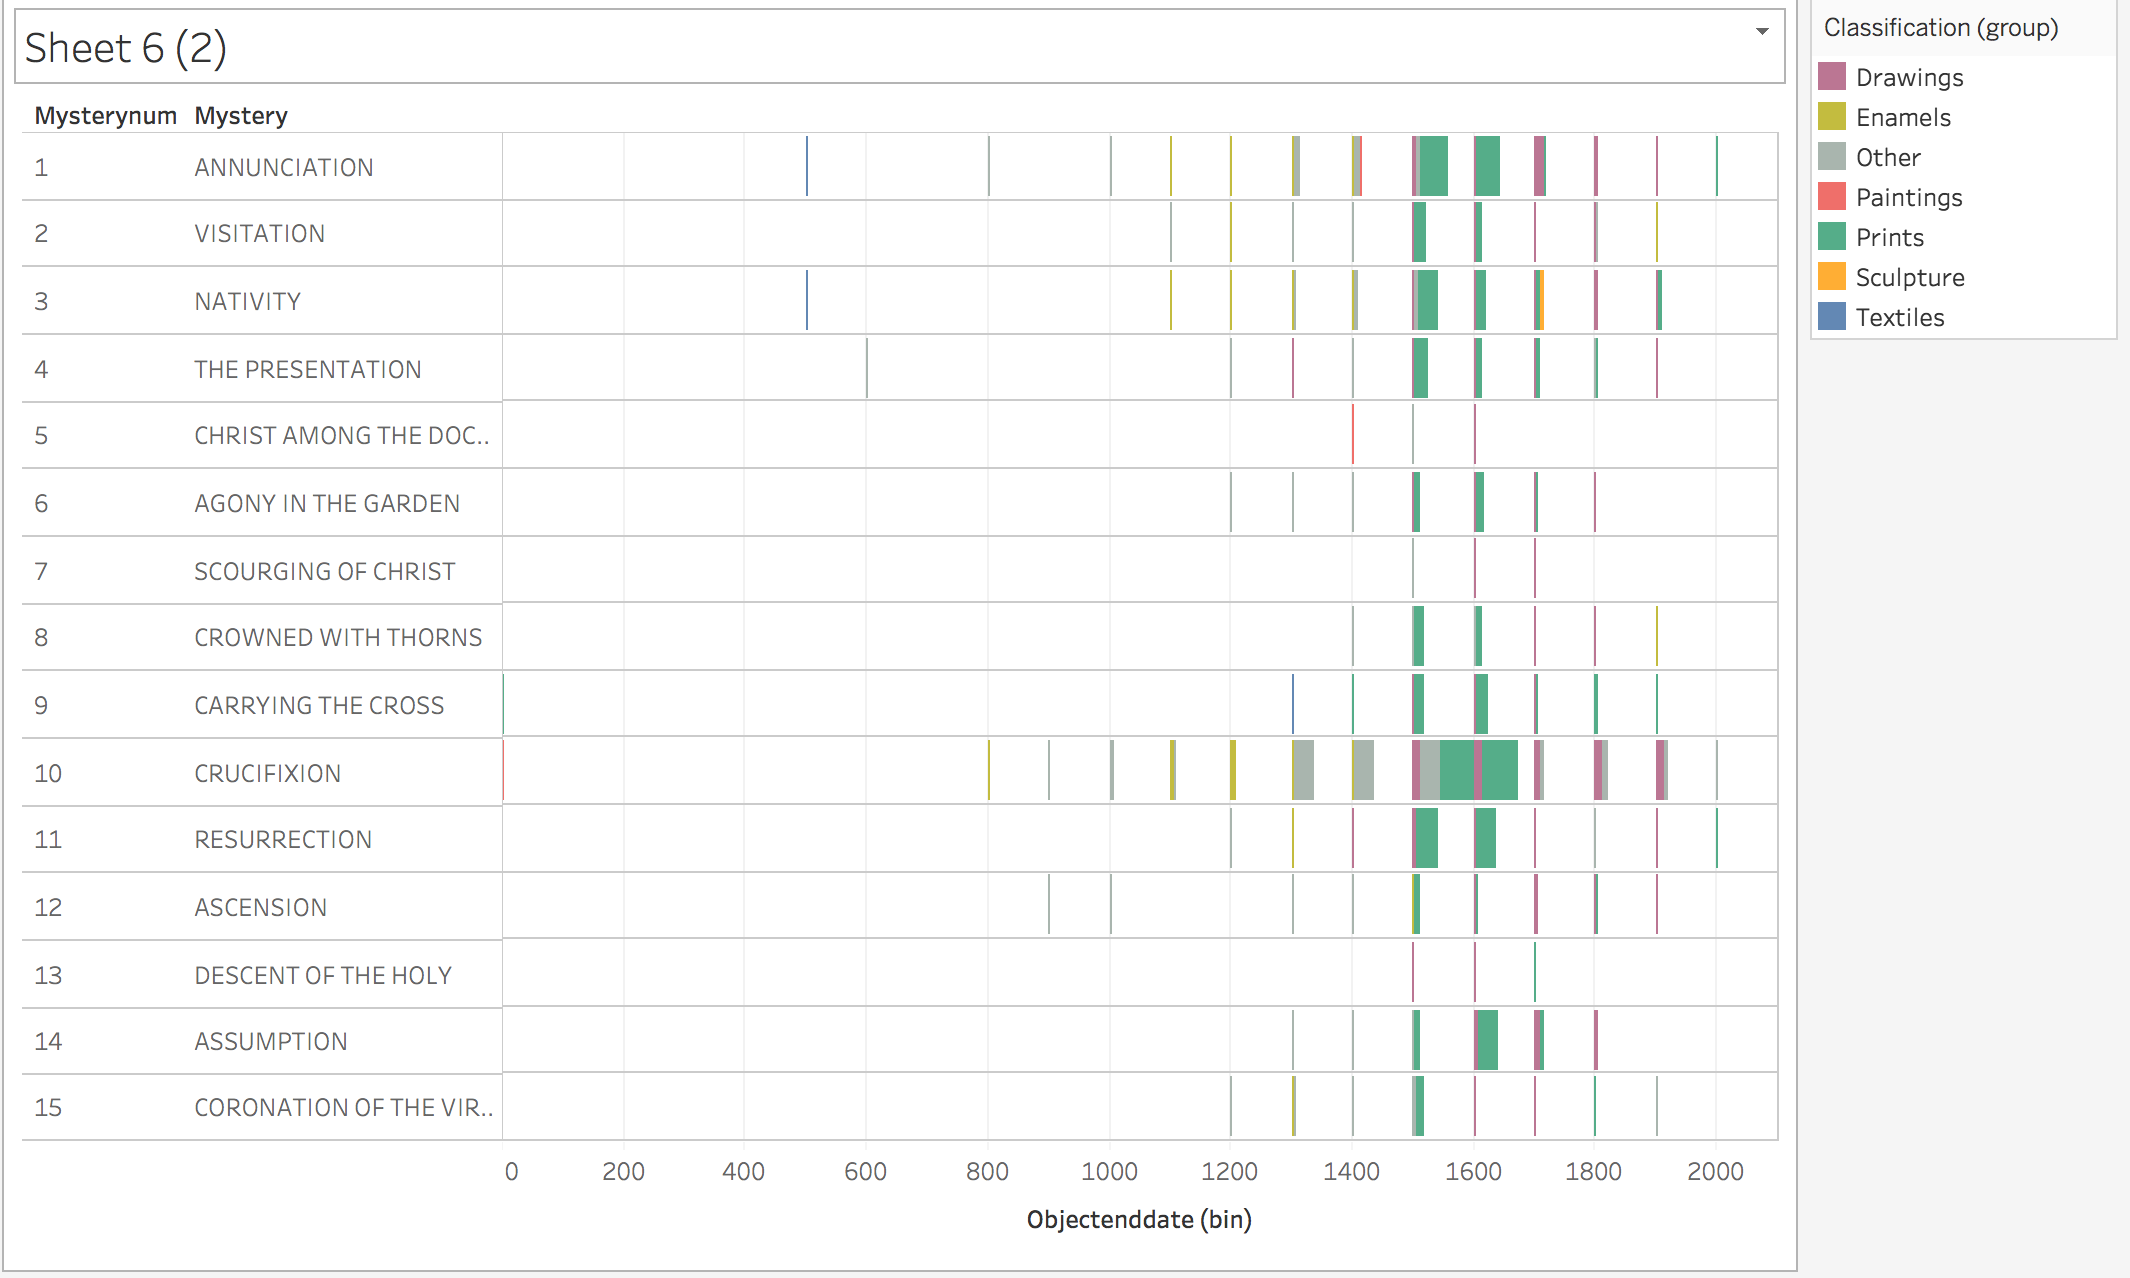 Sheet 6 (2)
Classification (group)
Drawings
Enamels
Other
Paintings
Prints
Sculpture
Textiles
Mysterynum Mystery
1 ANNUNCIATION
2 VISITATION
3 NATIVITY
4 THE PRESENTATION
5 CHRIST AMONG THE DOC..
6 AGONY IN THE GARDEN
7 SCOURGING OF CHRIST
8 CROWNED WITH THORNS
9 CARRYING THE CROSS
10 CRUCIFIXION
11 RESURRECTION
12 ASCENSION
13 DESCENT OF THE HOLY
14 ASSUMPTION
15 CORONATION OF THE VIR..
0 200 400 600 800 1000 1200 1400 1600 1800 2000
Objectenddate (bin)